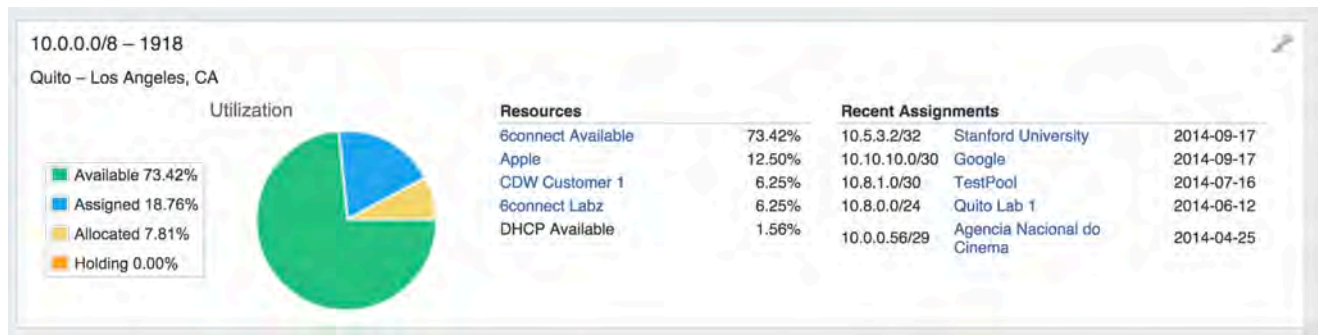 10.0.0.0/8 – 1918
Quito – Los Angeles, CA
Utilization
Available 73.42%
Assigned 18.76%
Allocated 7.81%
Holding 0.00%
Resources
6connect Available 73.42%
Apple 12.50%
CDW Customer 1 6.25%
6connect Labz 6.25%
DHCP Available 1.56%
Recent Assignments
10.5.3.2/32 Stanford University 2014-09-17
10.10.10.0/30 Google 2014-09-17
10.8.1.0/30 TestPool 2014-07-16
10.8.0.0/24 Quito Lab 1 2014-06-12
10.0.0.56/29 Agencia Nacional do 2014-04-25
Cinema